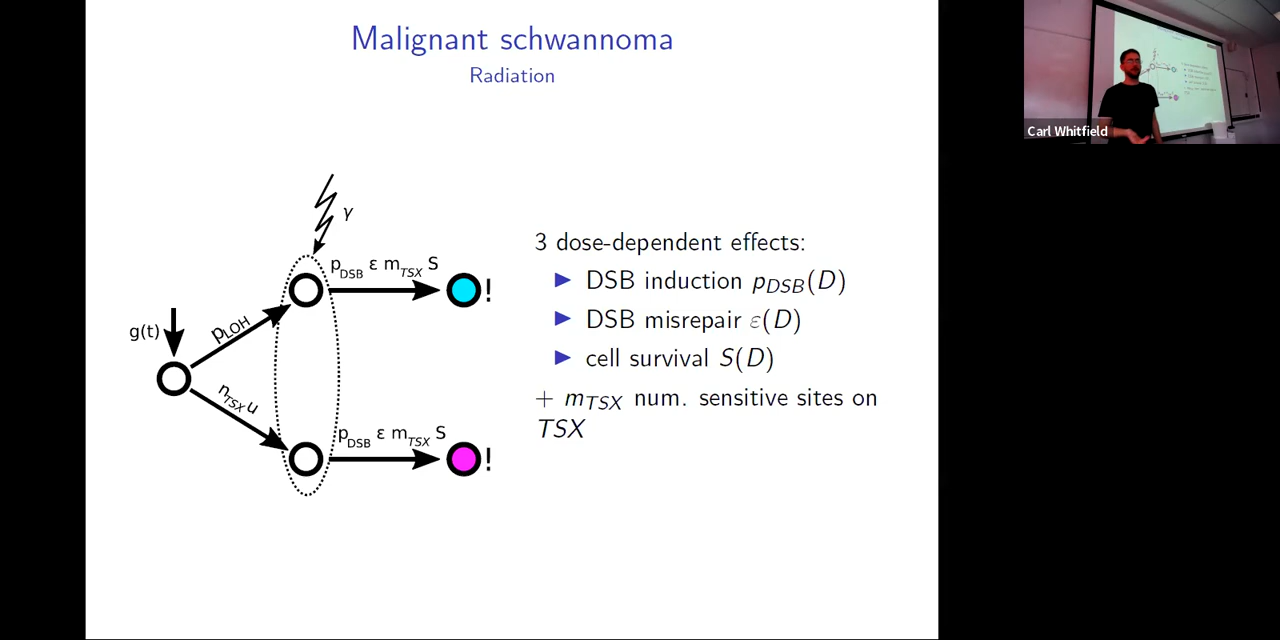 Malignant schwannoma
Radiation
γ
p_DSB ε m_TSX S
!
g(t)
p_LOH
n_TSX u
p_DSB ε m_TSX S
!
3 dose-dependent effects:
▶ DSB induction p_DSB(D)
▶ DSB misrepair ε(D)
▶ cell survival S(D)
+ m_TSX num. sensitive sites on
TSX
Carl Whitfield